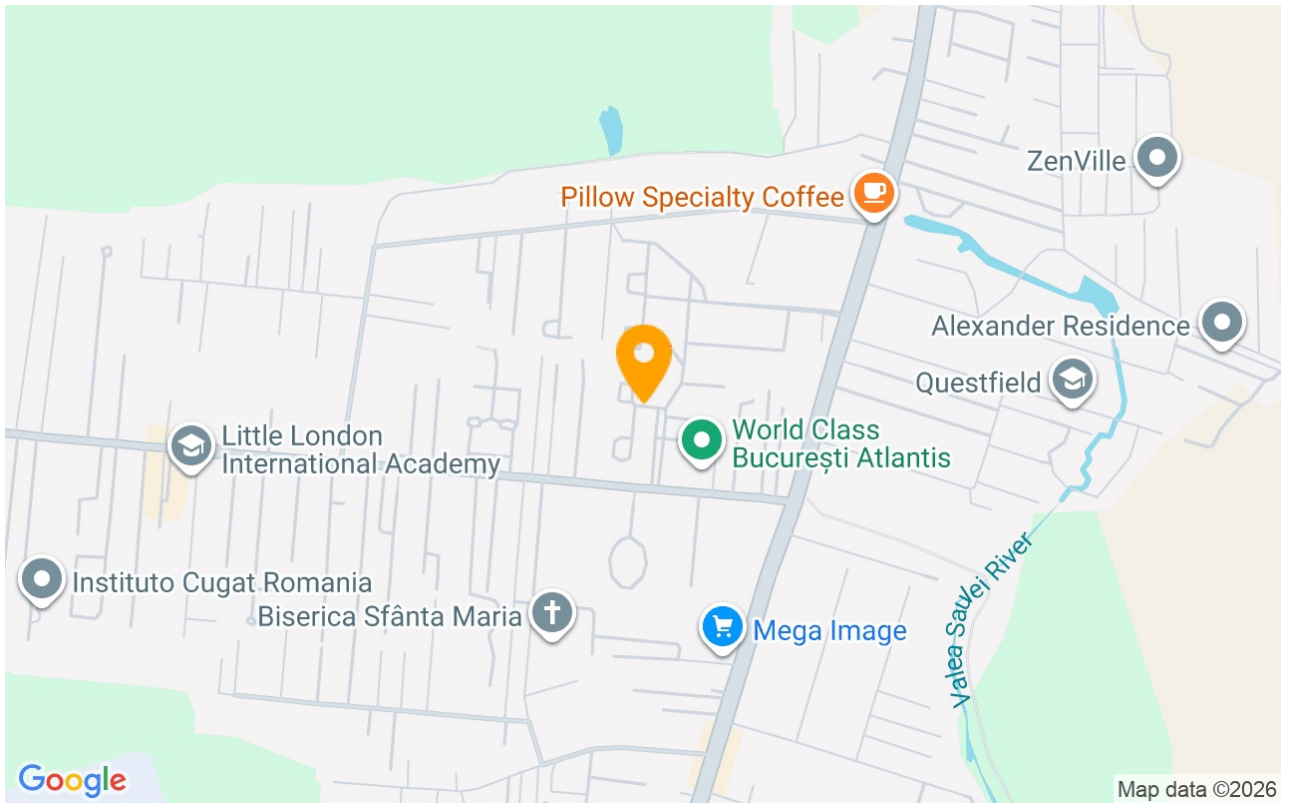 ZenVille
Pillow Specialty Coffee
Alexander Residence
Questfield
World Class
București Atlantis
Little London
International Academy
Instituto Cugat Romania
Biserica Sfânta Maria
Mega Image
Valea Saulei River
Google
Map data ©2026